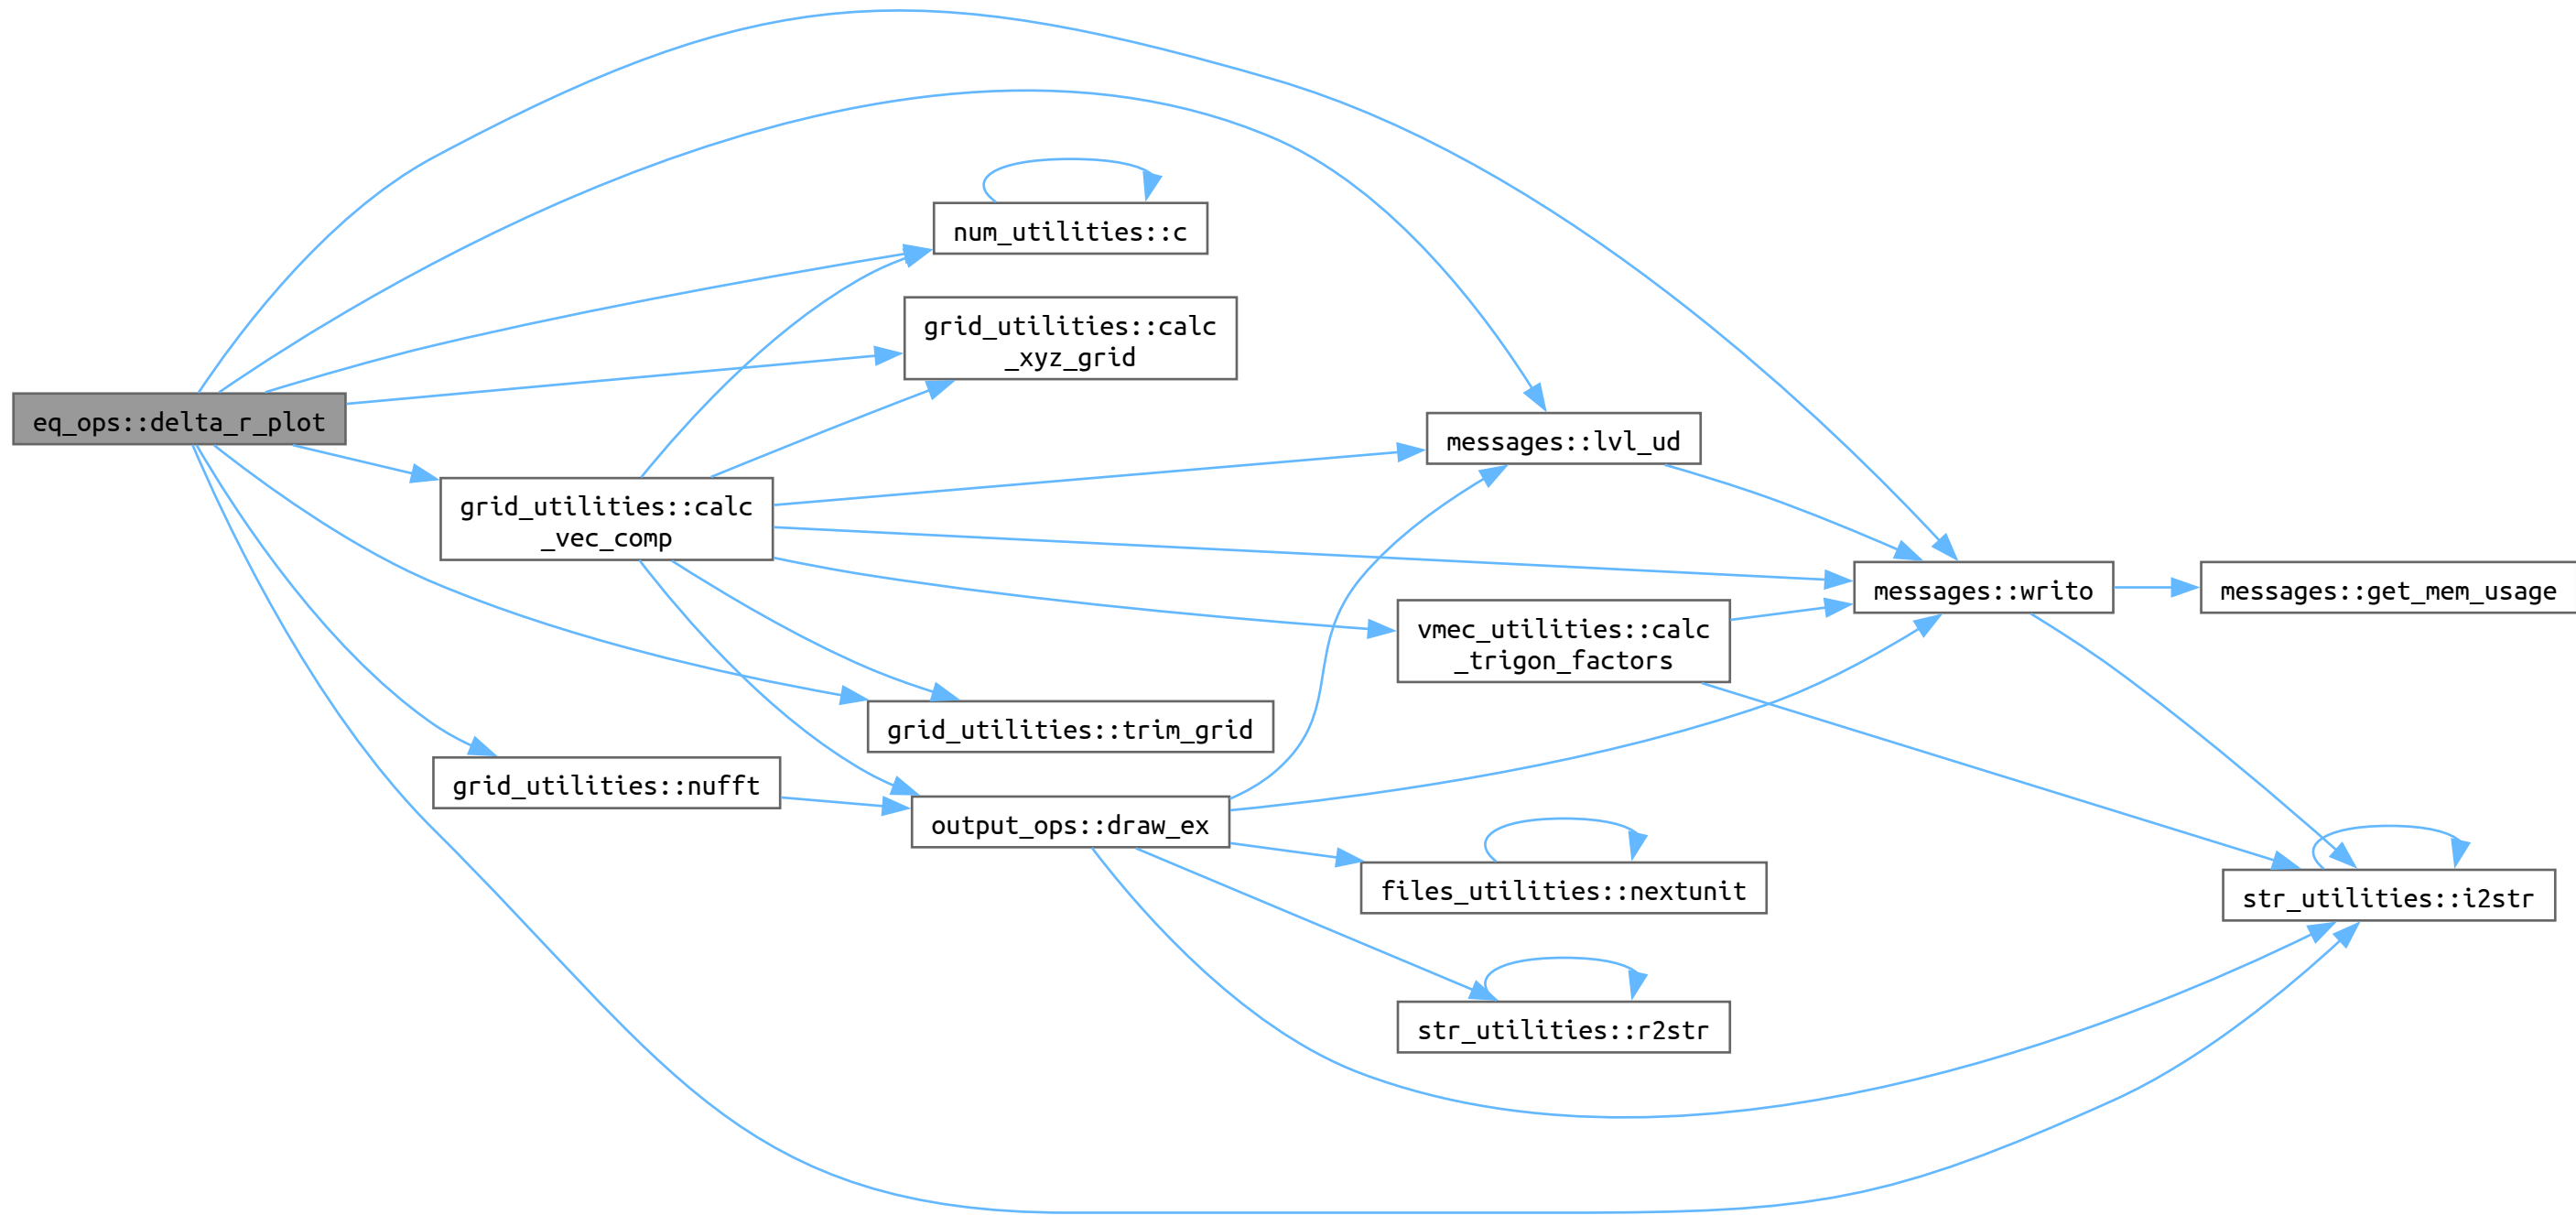 num_utilities::c
grid_utilities::calc
_xyz_grid
eq_ops::delta_r_plot
messages::lvl_ud
grid_utilities::calc
_vec_comp
messages::writo
messages::get_mem_usage
vmec_utilities::calc
_trigon_factors
grid_utilities::trim_grid
grid_utilities::nufft
output_ops::draw_ex
files_utilities::nextunit
str_utilities::i2str
str_utilities::r2str